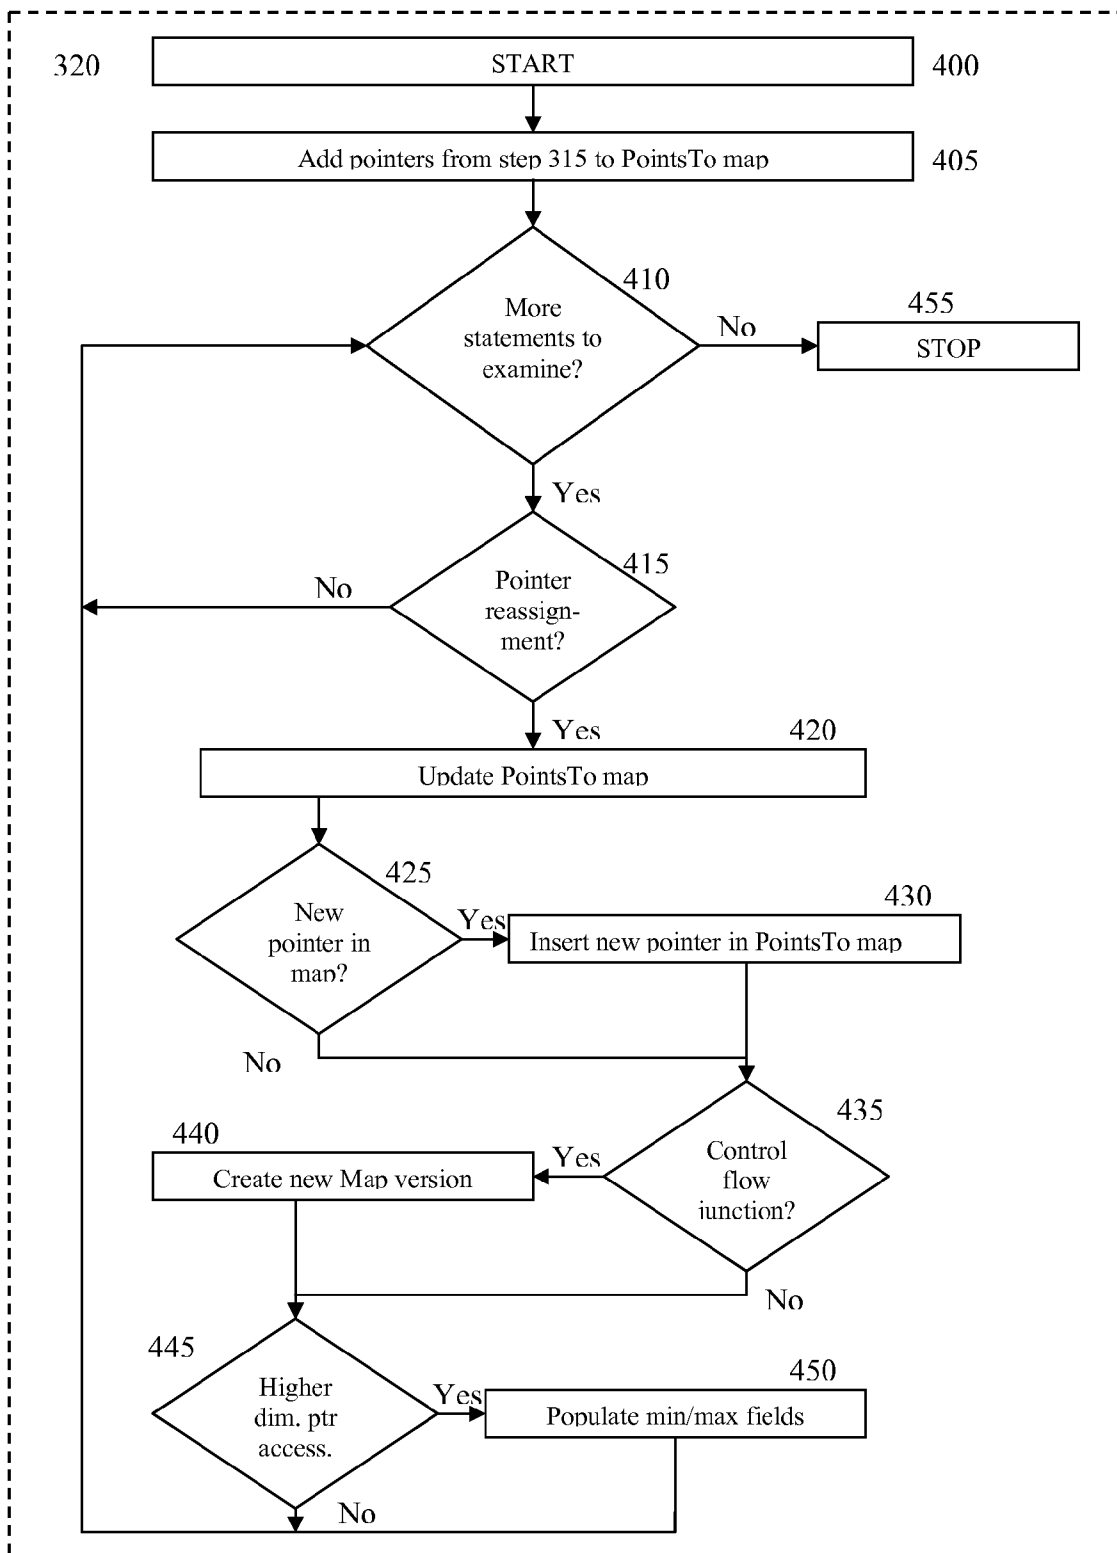 320
START
400
Add pointers from step 315 to PointsTo map
405
410
More
statements to
examine?
No
455
STOP
Yes
415
Pointer
reassign-
ment?
No
Yes
420
Update PointsTo map
425
New
pointer in
map?
Yes
430
Insert new pointer in PointsTo map
No
435
Control
flow
junction?
440
Yes
Create new Map version
No
445
Higher
dim. ptr
access.
Yes
450
Populate min/max fields
No